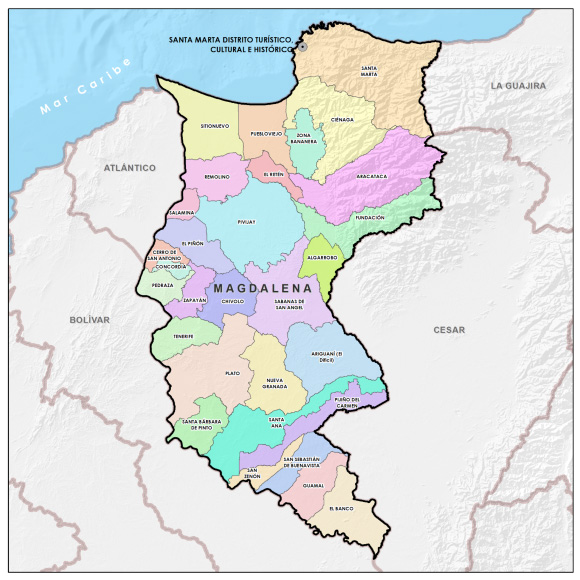 SANTA MARTA DISTRITO TURÍSTICO,
CULTURAL E HISTÓRICO
Mar Caribe
SANTA
MARTA
LA GUAJIRA
CIÉNAGA
SITIONUEVO
PUEBLOVIEJO
ZONA
BANANERA
ATLÁNTICO
REMOLINO
EL RETÉN
ARACATACA
SALAMINA
PIVIJAY
FUNDACIÓN
EL PIÑÓN
CERRO DE
SAN ANTONIO
CONCORDIA
ALGARROBO
PEDRAZA
MAGDALENA
ZAPAYÁN
CHIVOLO
SABANAS DE
SAN ANGEL
BOLÍVAR
CESAR
TENERIFE
ARIGUANÍ (El
Difícil)
PLATO
NUEVA
GRANADA
PIJIÑO DEL
CARMEN
SANTA BÁRBARA
DE PINTO
SANTA
ANA
SAN SEBASTIÁN
DE BUENAVISTA
SAN
ZENÓN
GUAMAL
EL BANCO